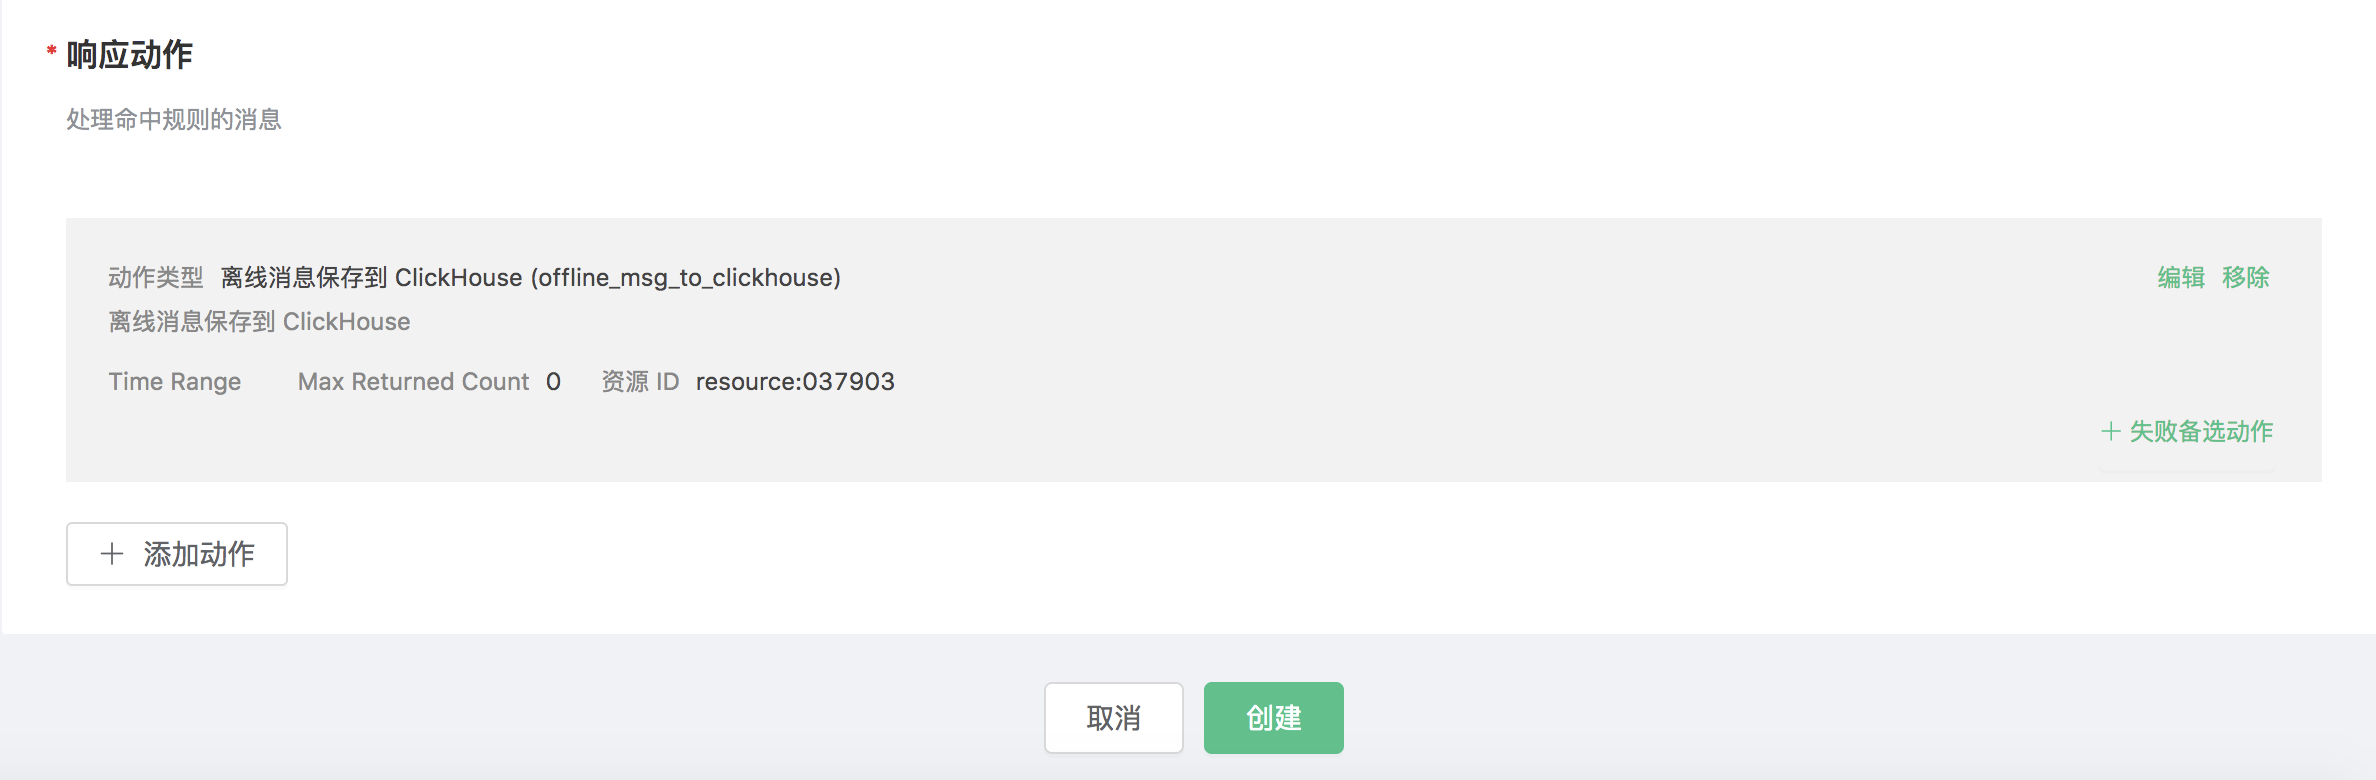 * 响应动作
处理命中规则的消息
动作类型 离线消息保存到 ClickHouse (offline_msg_to_clickhouse) 编辑 移除
离线消息保存到 ClickHouse
Time Range Max Returned Count 0 资源 ID resource:037903
+ 失败备选动作
+ 添加动作
取消 创建